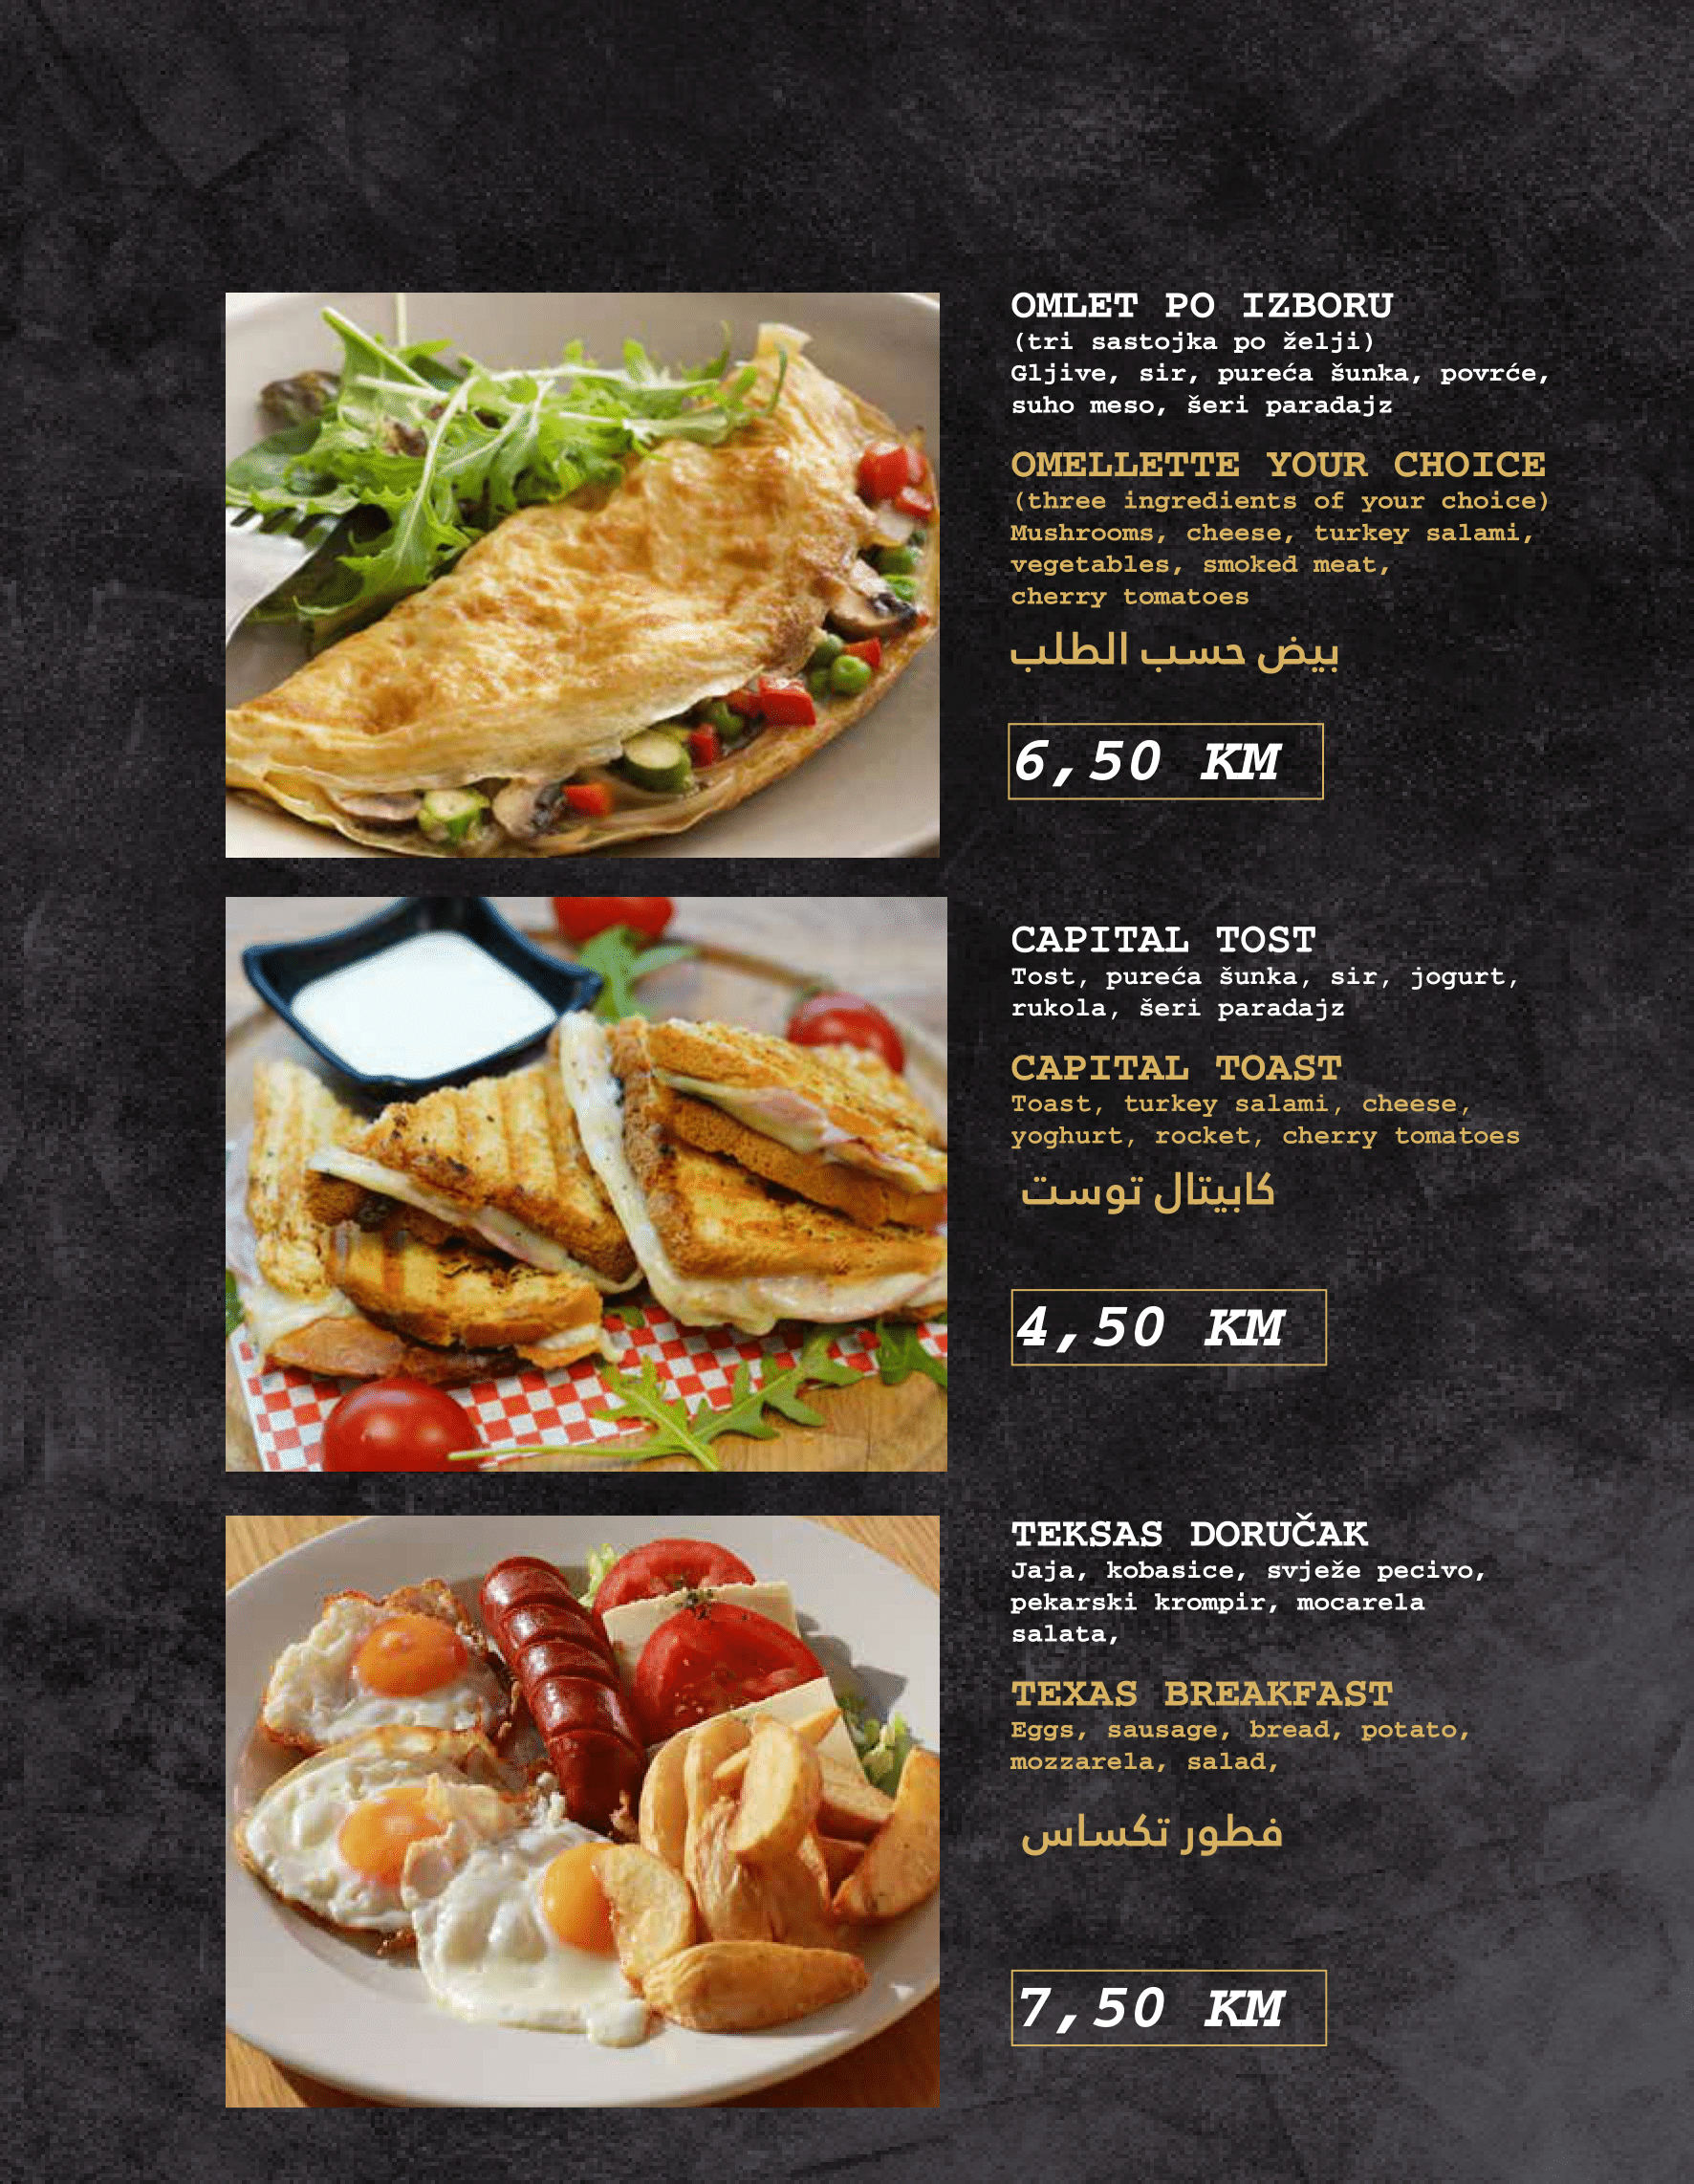 OMLET PO IZBORU
(tri sastojka po želji)
Gljive, sir, pureća šunka, povrće,
suho meso, šeri paradajz
OMELLETTE YOUR CHOICE
(three ingredients of your choice)
Mushrooms, cheese, turkey salami,
vegetables, smoked meat,
cherry tomatoes
بيض حسب الطلب
6,50 KM
CAPITAL TOST
Tost, pureća šunka, sir, jogurt,
rukola, šeri paradajz
CAPITAL TOAST
Toast, turkey salami, cheese,
yoghurt, rocket, cherry tomatoes
كابيتال توست
4,50 KM
TEKSAS DORUČAK
Jaja, kobasice, svježe pecivo,
pekarski krompir, mocarela
salata,
TEXAS BREAKFAST
Eggs, sausage, bread, potato,
mozzarela, salad,
فطور تكساس
7,50 KM